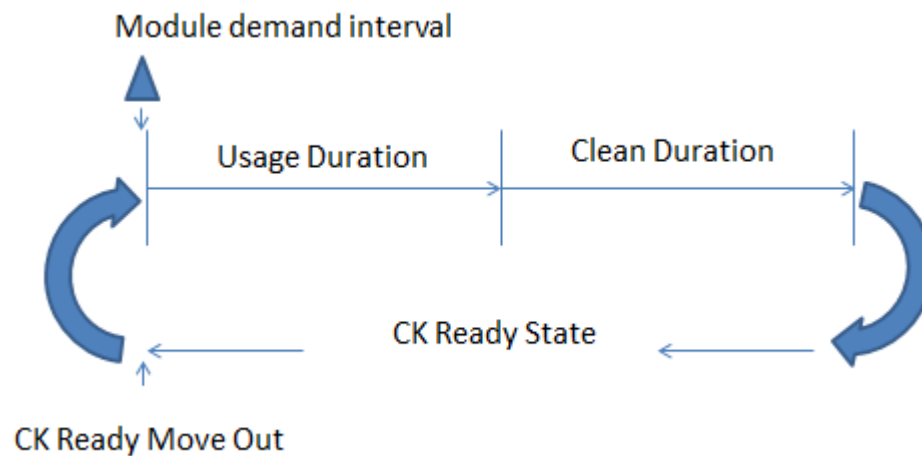 Module demand interval
Usage Duration
Clean Duration
CK Ready State
CK Ready Move Out